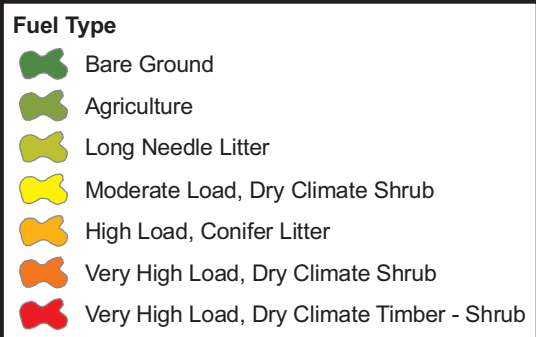 Fuel Type
Bare Ground
Agriculture
Long Needle Litter
Moderate Load, Dry Climate Shrub
High Load, Conifer Litter
Very High Load, Dry Climate Shrub
Very High Load, Dry Climate Timber - Shrub